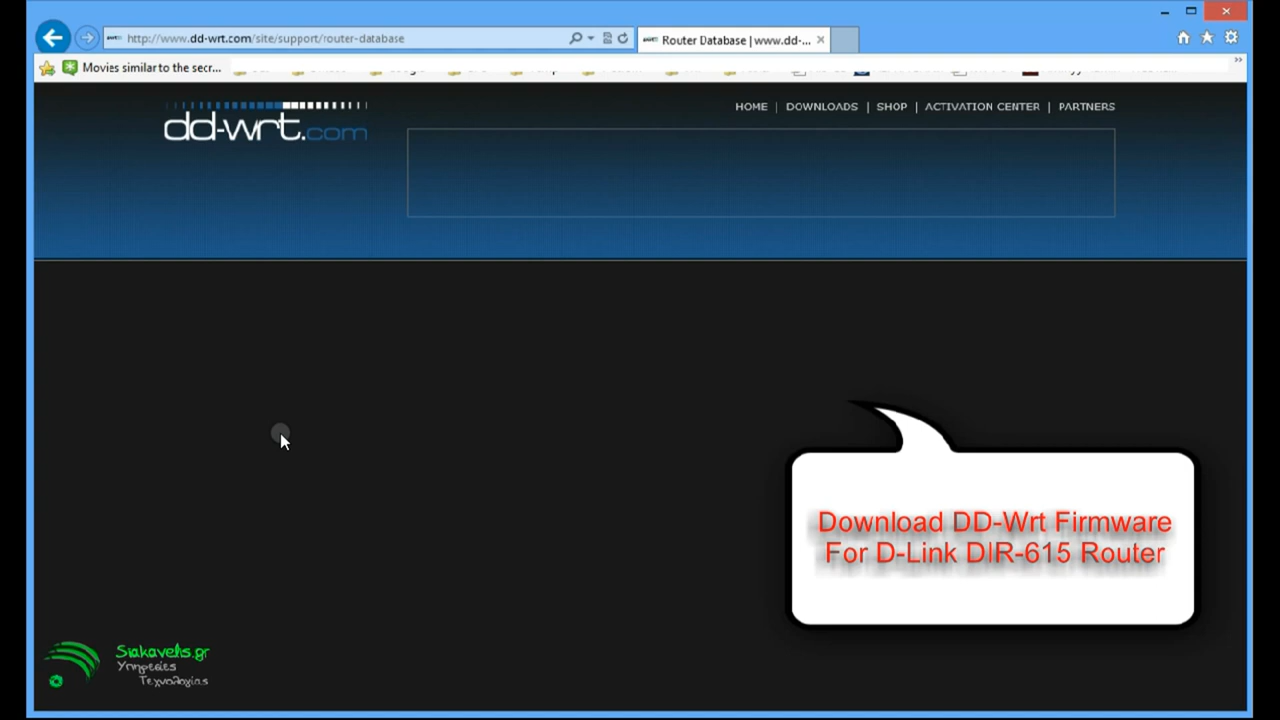 http://www.dd-wrt.com/site/support/router-database
Router Database | www.dd-...
Movies similar to the secr...
dd-wrt.com
HOME | DOWNLOADS | SHOP | ACTIVATION CENTER | PARTNERS
Download DD-Wrt Firmware
For D-Link DIR-615 Router
Siakavelis.gr
Υπηρεσίες
Τεχνολογίας